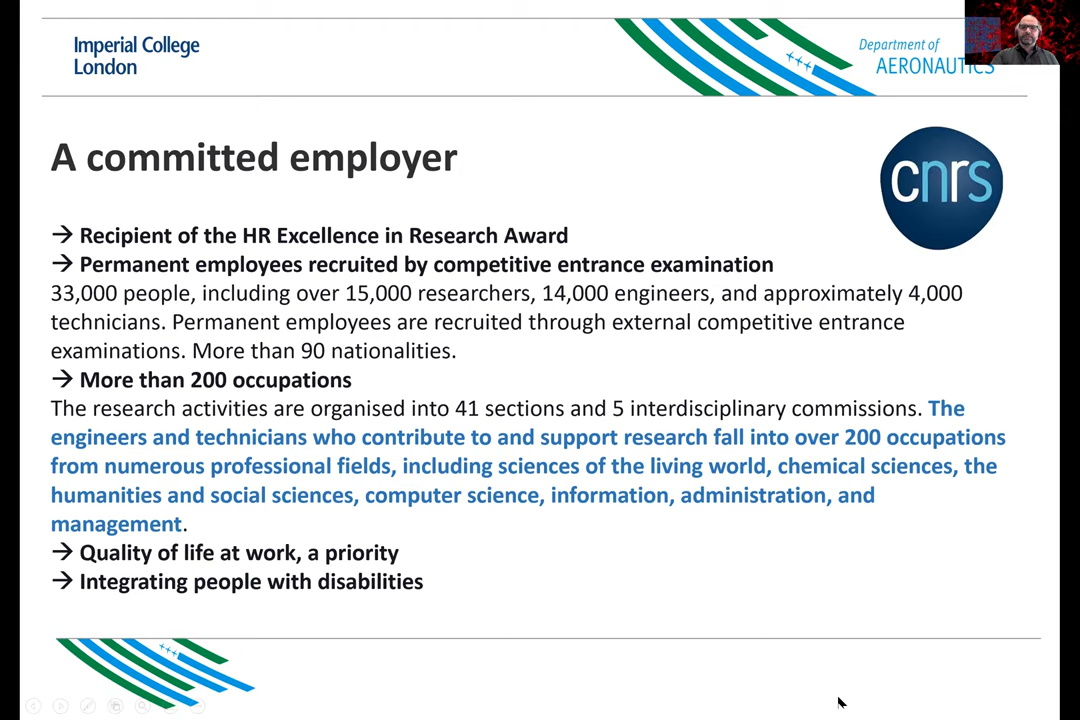 Imperial College
London
Department of
AERONAUTICS
A committed employer
cnrs
→ Recipient of the HR Excellence in Research Award
→ Permanent employees recruited by competitive entrance examination
33,000 people, including over 15,000 researchers, 14,000 engineers, and approximately 4,000
technicians. Permanent employees are recruited through external competitive entrance
examinations. More than 90 nationalities.
→ More than 200 occupations
The research activities are organised into 41 sections and 5 interdisciplinary commissions. The
engineers and technicians who contribute to and support research fall into over 200 occupations
from numerous professional fields, including sciences of the living world, chemical sciences, the
humanities and social sciences, computer science, information, administration, and
management.
→ Quality of life at work, a priority
→ Integrating people with disabilities